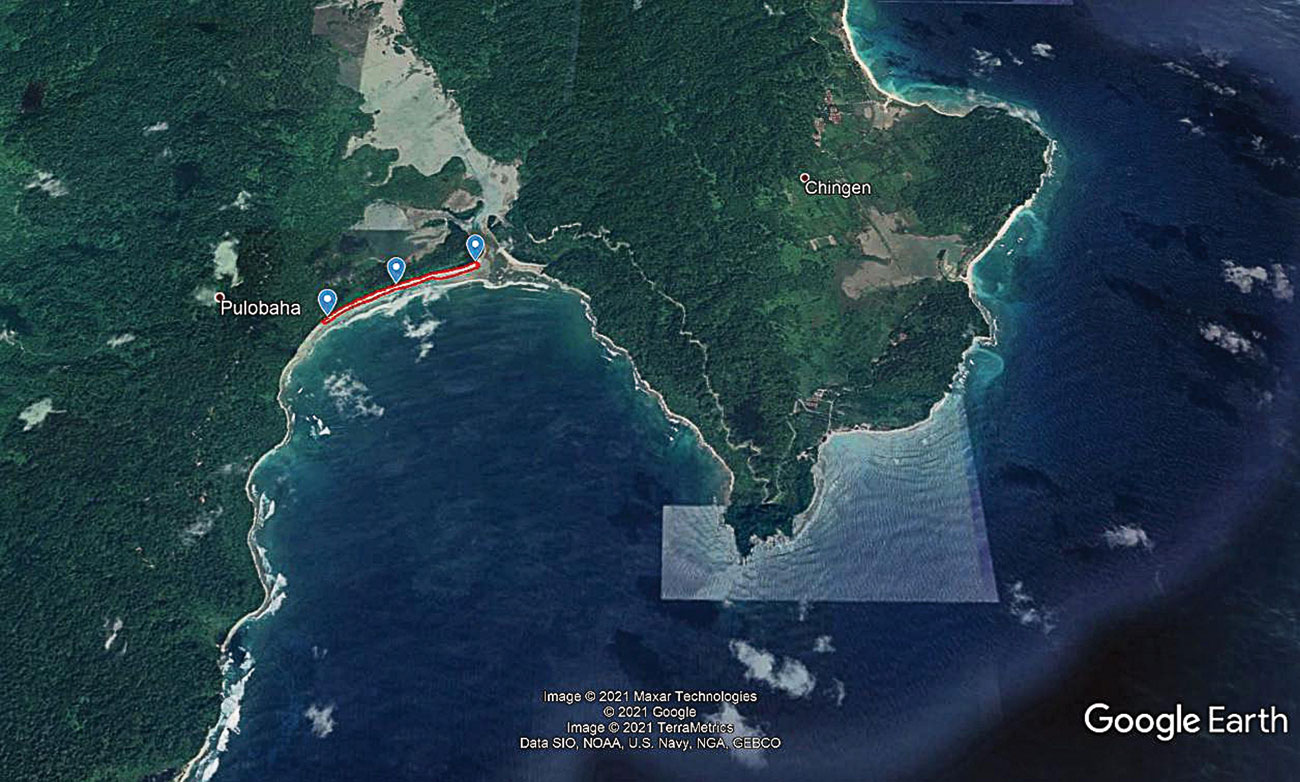 Chingen
Pulobaha
Image © 2021 Maxar Technologies
© 2021 Google
Image © 2021 TerraMetrics
Data SIO, NOAA, U.S. Navy, NGA, GEBCO
Google Earth